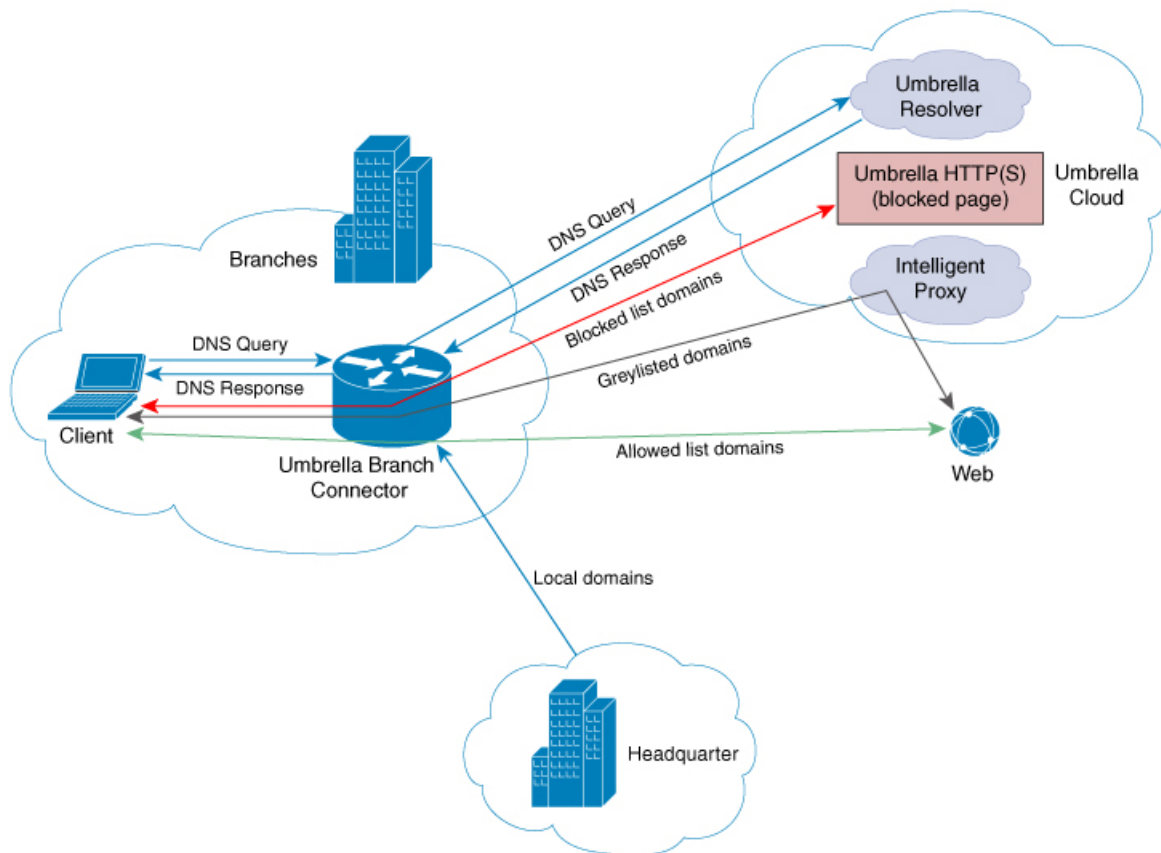 Umbrella
Resolver
Umbrella HTTP(S)
(blocked page)
Umbrella
Cloud
Intelligent
Proxy
DNS Query
DNS Response
Blocked list domains
Greylisted domains
Branches
DNS Query
DNS Response
Client
Umbrella Branch
Connector
Allowed list domains
Web
Local domains
Headquarter